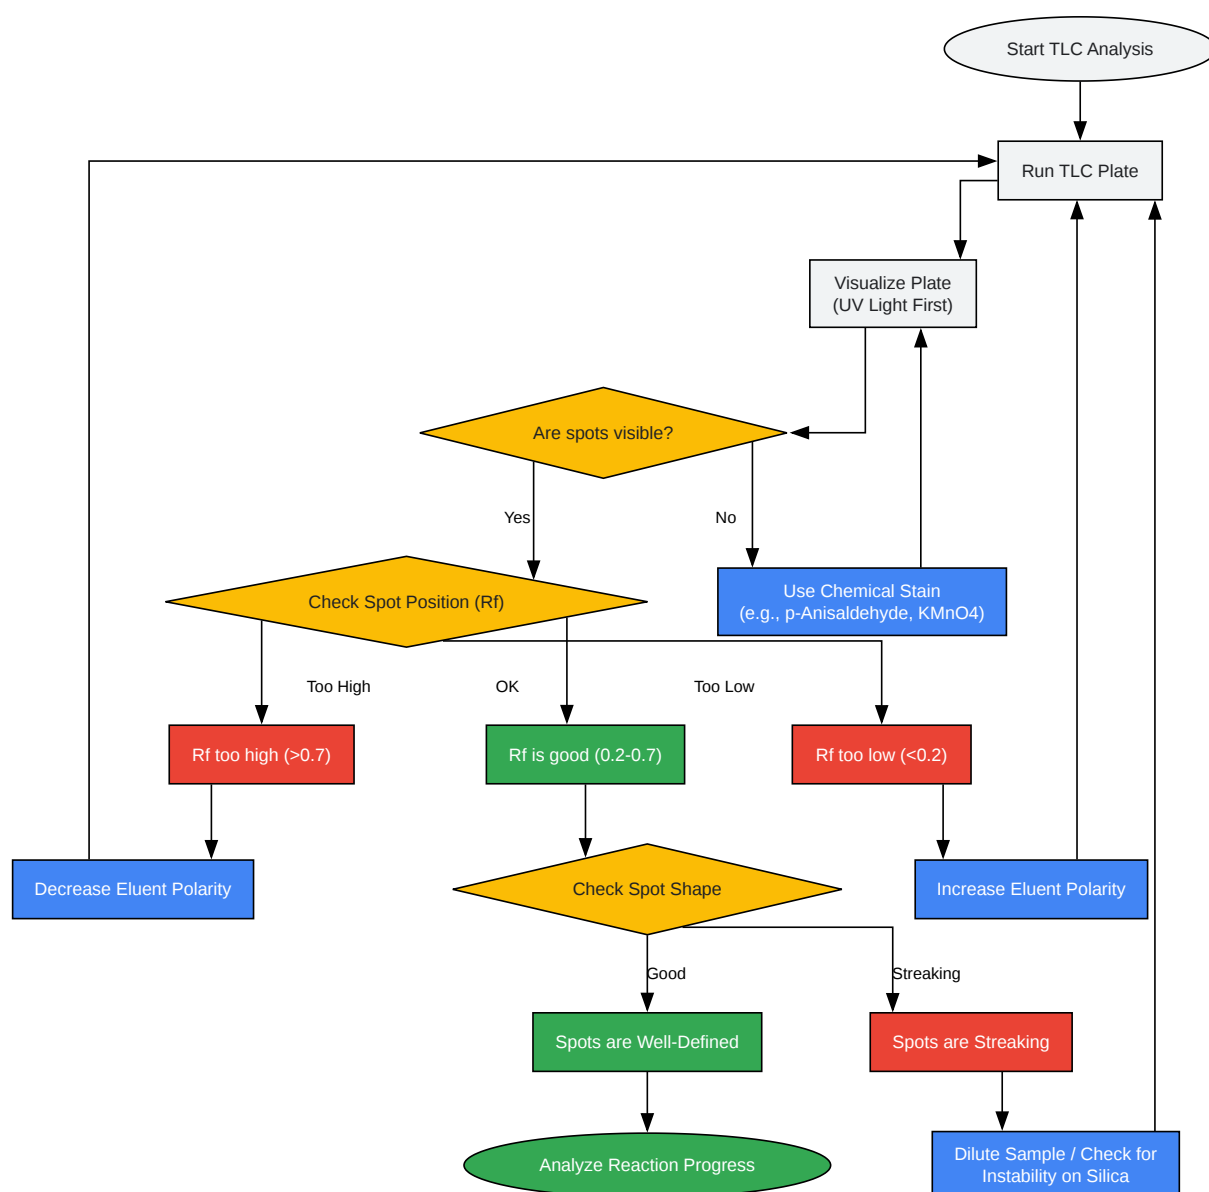 Start TLC Analysis
Run TLC Plate
Visualize Plate
(UV Light First)
Are spots visible?
Yes
No
Use Chemical Stain
(e.g., p-Anisaldehyde, KMnO4)
Check Spot Position (Rf)
Too High
OK
Too Low
Rf too high (>0.7)
Rf is good (0.2-0.7)
Rf too low (<0.2)
Decrease Eluent Polarity
Check Spot Shape
Increase Eluent Polarity
Good
Streaking
Spots are Well-Defined
Spots are Streaking
Analyze Reaction Progress
Dilute Sample / Check for
Instability on Silica